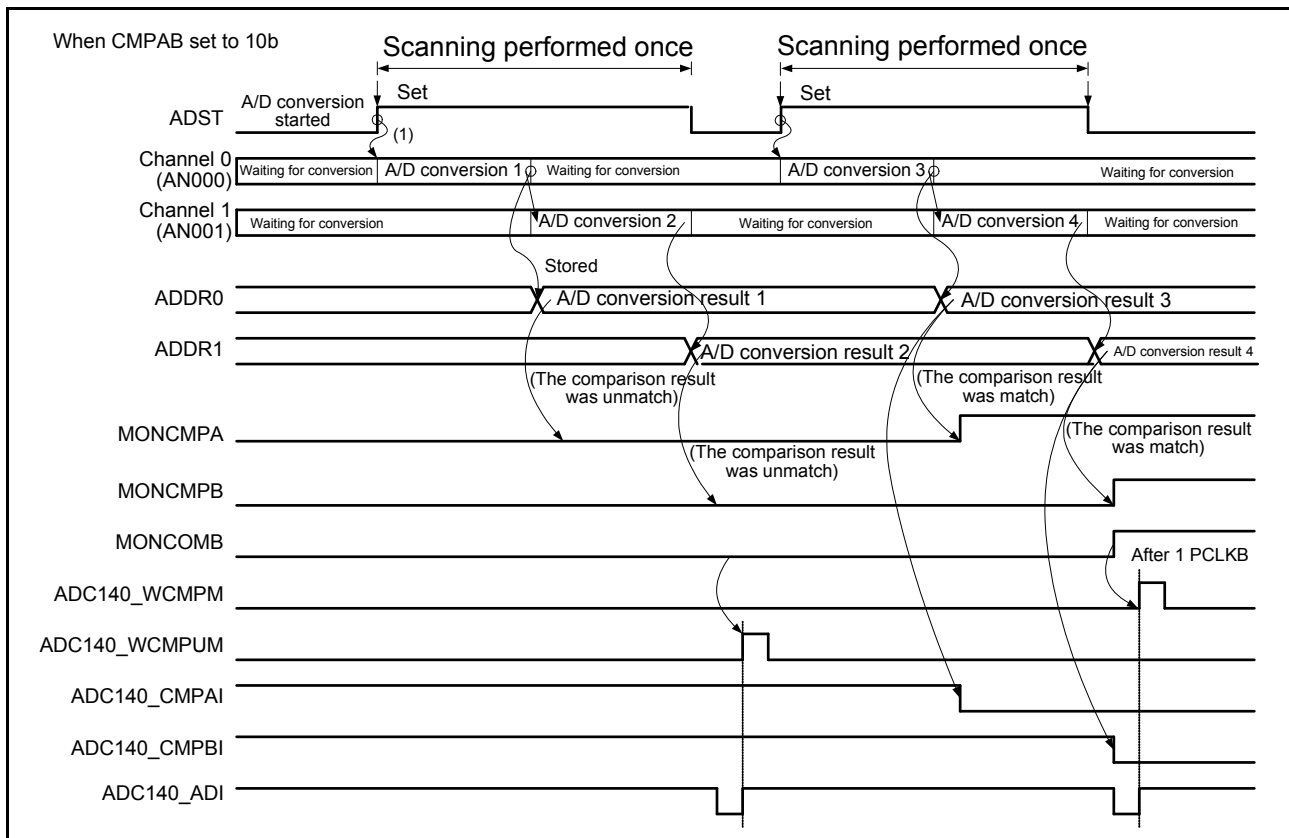 When CMPAB set to 10b
Scanning performed once
Scanning performed once
ADST
A/D conversion
started
Set
Set
(1)
Channel 0
(AN000)
Waiting for conversion
A/D conversion 1
Waiting for conversion
A/D conversion 3
Waiting for conversion
Channel 1
(AN001)
Waiting for conversion
A/D conversion 2
Waiting for conversion
A/D conversion 4
Waiting for conversion
Stored
ADDR0
A/D conversion result 1
A/D conversion result 3
ADDR1
A/D conversion result 2
A/D conversion result 4
(The comparison result
was unmatch)
(The comparison result
was match)
MONCMPA
(The comparison result
was unmatch)
(The comparison result
was match)
MONCMPB
MONCOMB
After 1 PCLKB
ADC140_WCMPM
ADC140_WCMPUM
ADC140_CMPAI
ADC140_CMPBI
ADC140_ADI